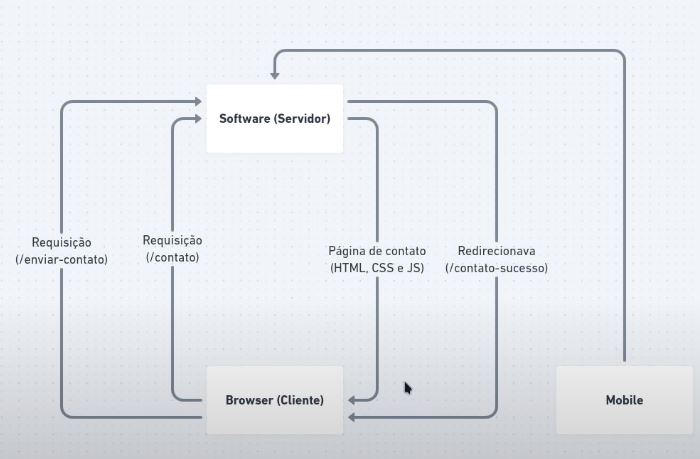 Software (Servidor)
Requisição
(/enviar-contato)
Requisição
(/contato)
Página de contato
(HTML, CSS e JS)
Redirecionava
(/contato-sucesso)
Browser (Cliente)
Mobile